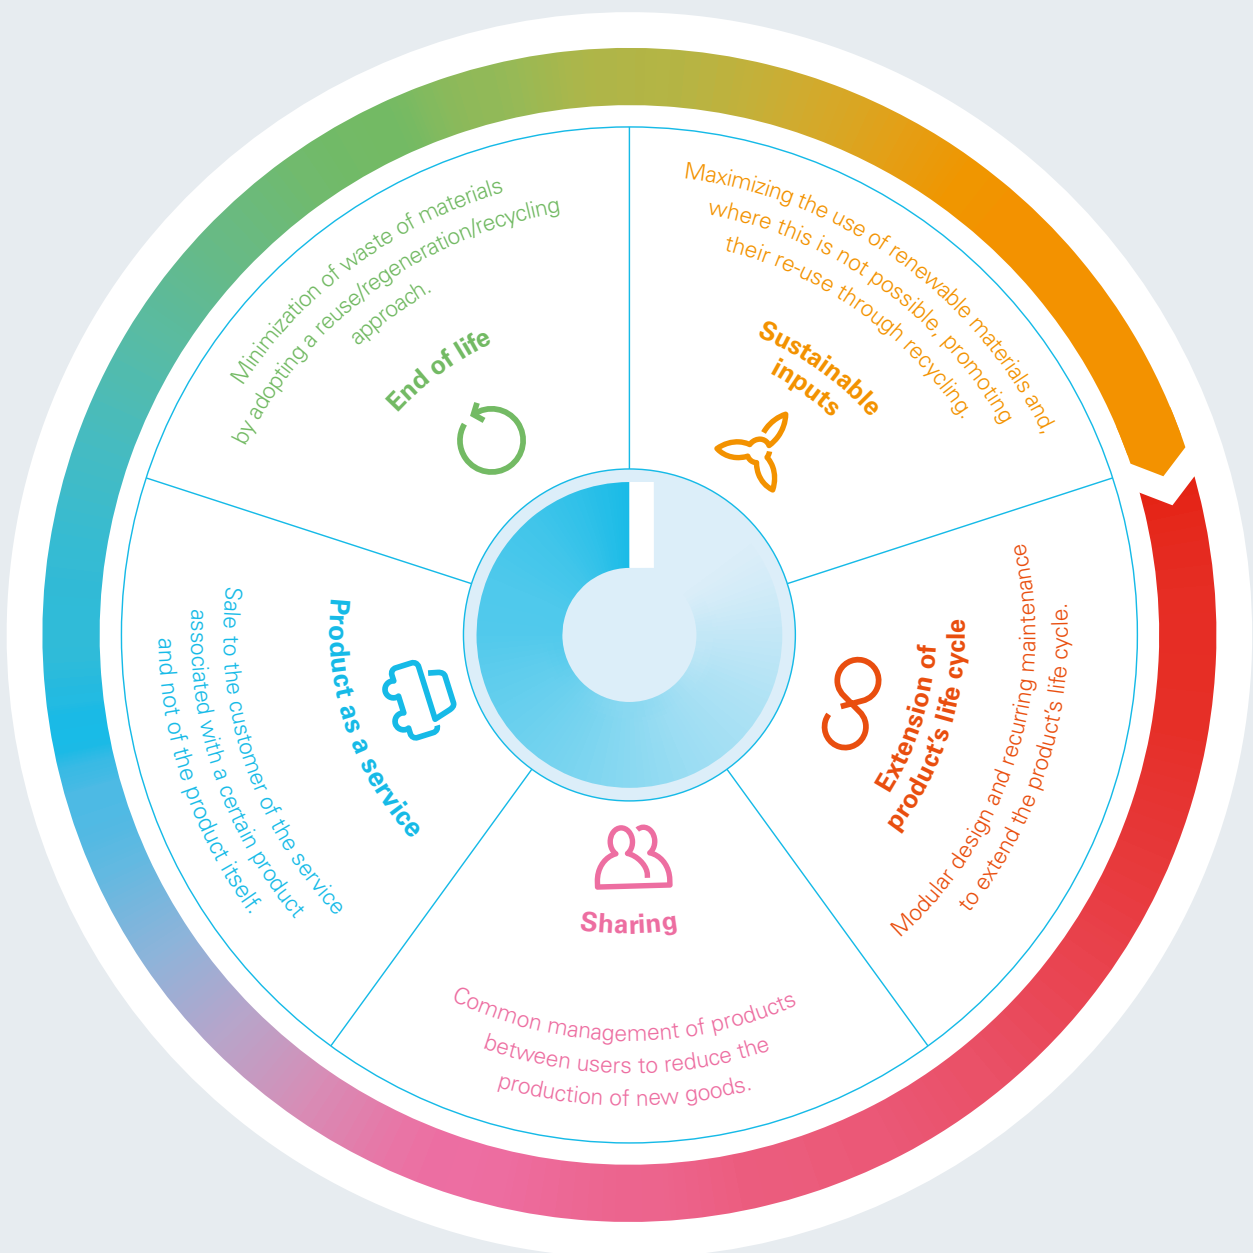 Maximizing the use of renewable materials and,
where this is not possible, promoting
their re-use through recycling.
Sustainable
inputs
Extension of
product's life cycle
Modular design and recurring maintenance
to extend the product's life cycle.
Sharing
Common management of products
between users to reduce the
production of new goods.
Product as a service
Sale to the customer of the service
associated with a certain product
and not of the product itself.
Minimization of waste of materials
by adopting a reuse/regeneration/recycling
approach.
End of life